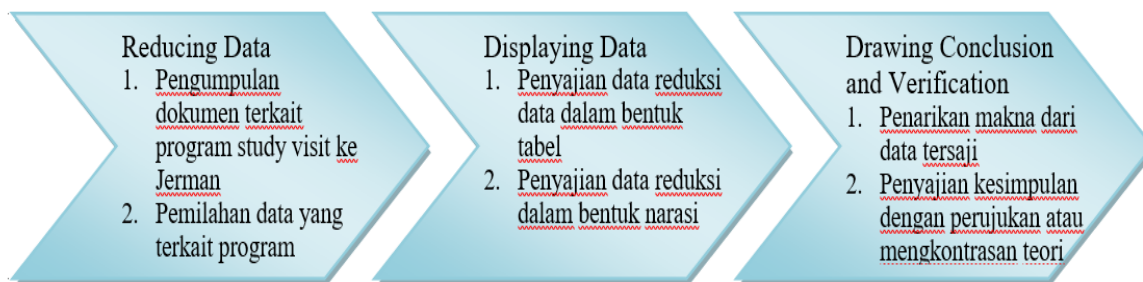 Reducing Data
1. Pengumpulan
dokumen terkait
program study visit ke
Jerman
2. Pemilahan data yang
terkait program
Displaying Data
1. Penyajian data reduksi
data dalam bentuk
tabel
2. Penyajian data reduksi
dalam bentuk narasi
Drawing Conclusion
and Verification
1. Penarikan makna dari
data tersaji
2. Penyajian kesimpulan
dengan perujukan atau
mengkontrasan teori